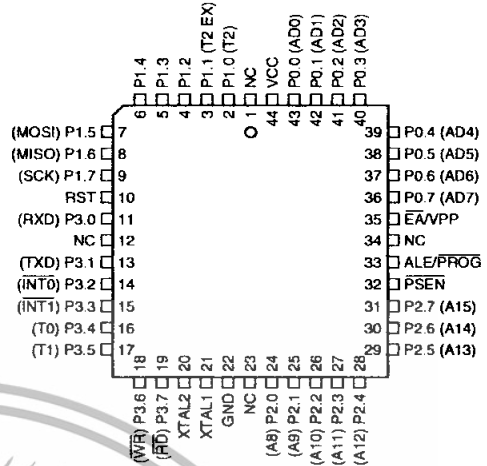 P1.4
P1.3
P1.2
P1.1 (T2 EX)
P1.0 (T2)
NC
VCC
P0.0 (AD0)
P0.1 (AD1)
P0.2 (AD2)
P0.3 (AD3)
6 5 4 3 2 1 44 43 42 41 40
(MOSI) P1.5 7
(MISO) P1.6 8
(SCK) P1.7 9
RST 10
(RXD) P3.0 11
NC 12
(TXD) P3.1 13
(INT0) P3.2 14
(INT1) P3.3 15
(T0) P3.4 16
(T1) P3.5 17
39 P0.4 (AD4)
38 P0.5 (AD5)
37 P0.6 (AD6)
36 P0.7 (AD7)
35 EA/VPP
34 NC
33 ALE/PROG
32 PSEN
31 P2.7 (A15)
30 P2.6 (A14)
29 P2.5 (A13)
18 19 20 21 22 23 24 25 26 27 28
(WR) P3.6
(RD) P3.7
XTAL2
XTAL1
GND
NC
(A8) P2.0
(A9) P2.1
(A10) P2.2
(A11) P2.3
(A12) P2.4